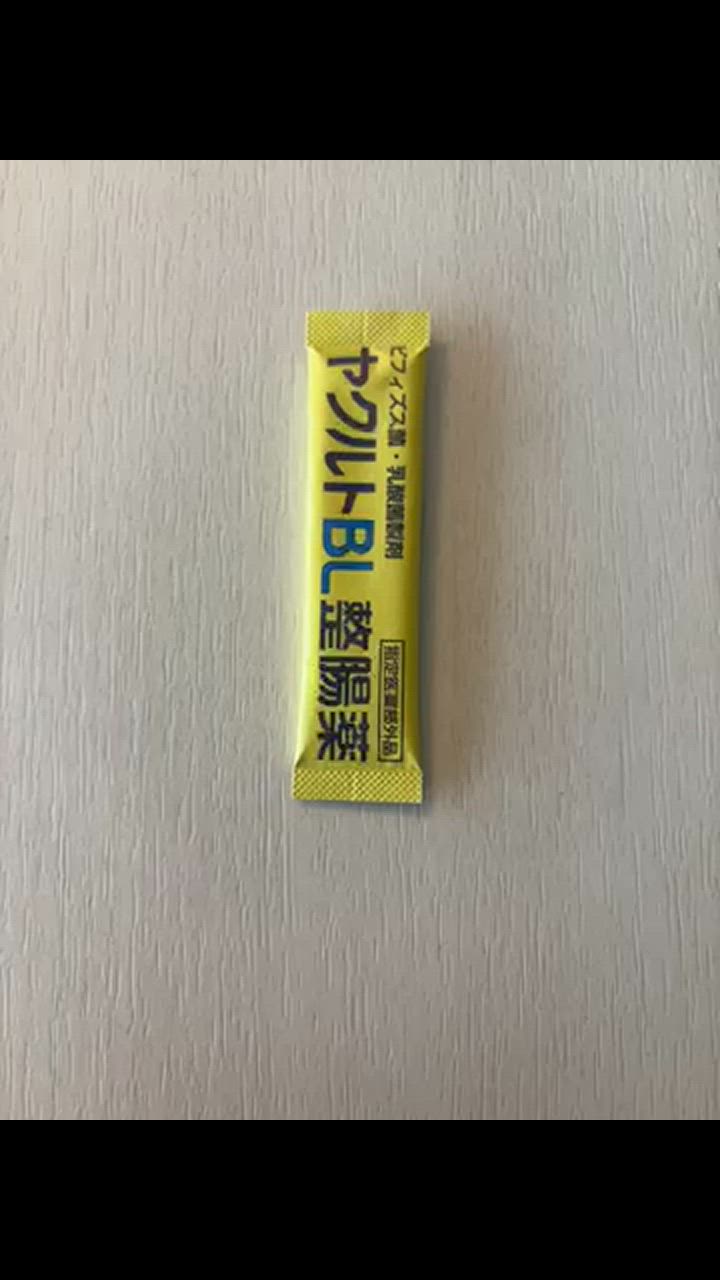 ビフィズス菌・乳酸菌製剤
ヤクルトBL整腸薬
指定医薬部外品